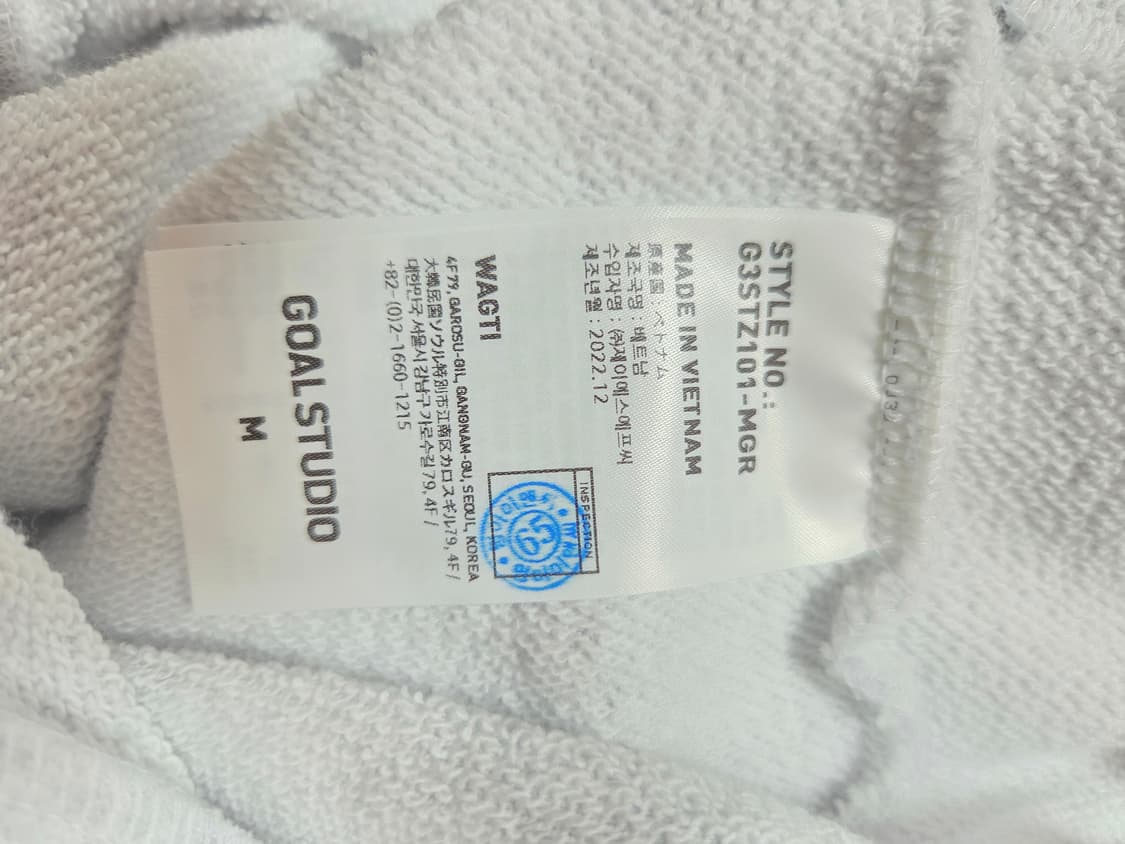 STYLE NO.:
G3STZ101-MGR
MADE IN VIETNAM
原産国 : ベトナム
제조국명 : 베트남
수입자명 : ㈜제이에스에프씨
제조년월 : 2022.12
INSPECTION
WAGTI
4F 79, GAROSU-GIL, GANGNAM-GU, SEOUL, KOREA
大韓民国ソウル特別市江南区カロスギル79, 4F /
대한민국 서울시 강남구 가로수길 79, 4F /
+82-(0)2-1660-1215
GOALSTUDIO
M